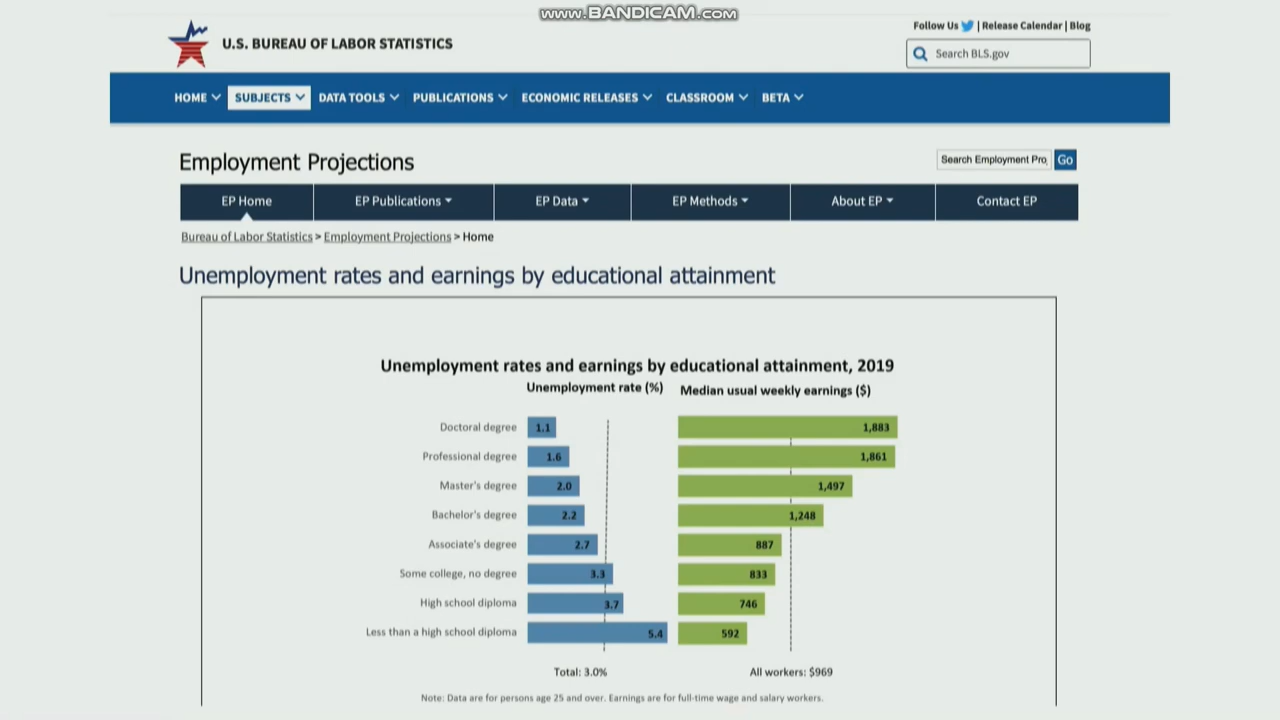 www.BANDICAM.com
Follow Us | Release Calendar | Blog
U.S. BUREAU OF LABOR STATISTICS
Search BLS.gov
HOME SUBJECTS DATA TOOLS PUBLICATIONS ECONOMIC RELEASES CLASSROOM BETA
Employment Projections
Search Employment Pro Go
EP Home EP Publications EP Data EP Methods About EP Contact EP
Bureau of Labor Statistics > Employment Projections > Home
Unemployment rates and earnings by educational attainment
Unemployment rates and earnings by educational attainment, 2019
Unemployment rate (%) Median usual weekly earnings ($)
Doctoral degree 1.1 1,883
Professional degree 1.6 1,861
Master's degree 2.0 1,497
Bachelor's degree 2.2 1,248
Associate's degree 2.7 887
Some college, no degree 3.3 833
High school diploma 3.7 746
Less than a high school diploma 5.4 592
Total: 3.0% All workers: $969
Note: Data are for persons age 25 and over. Earnings are for full-time wage and salary workers.